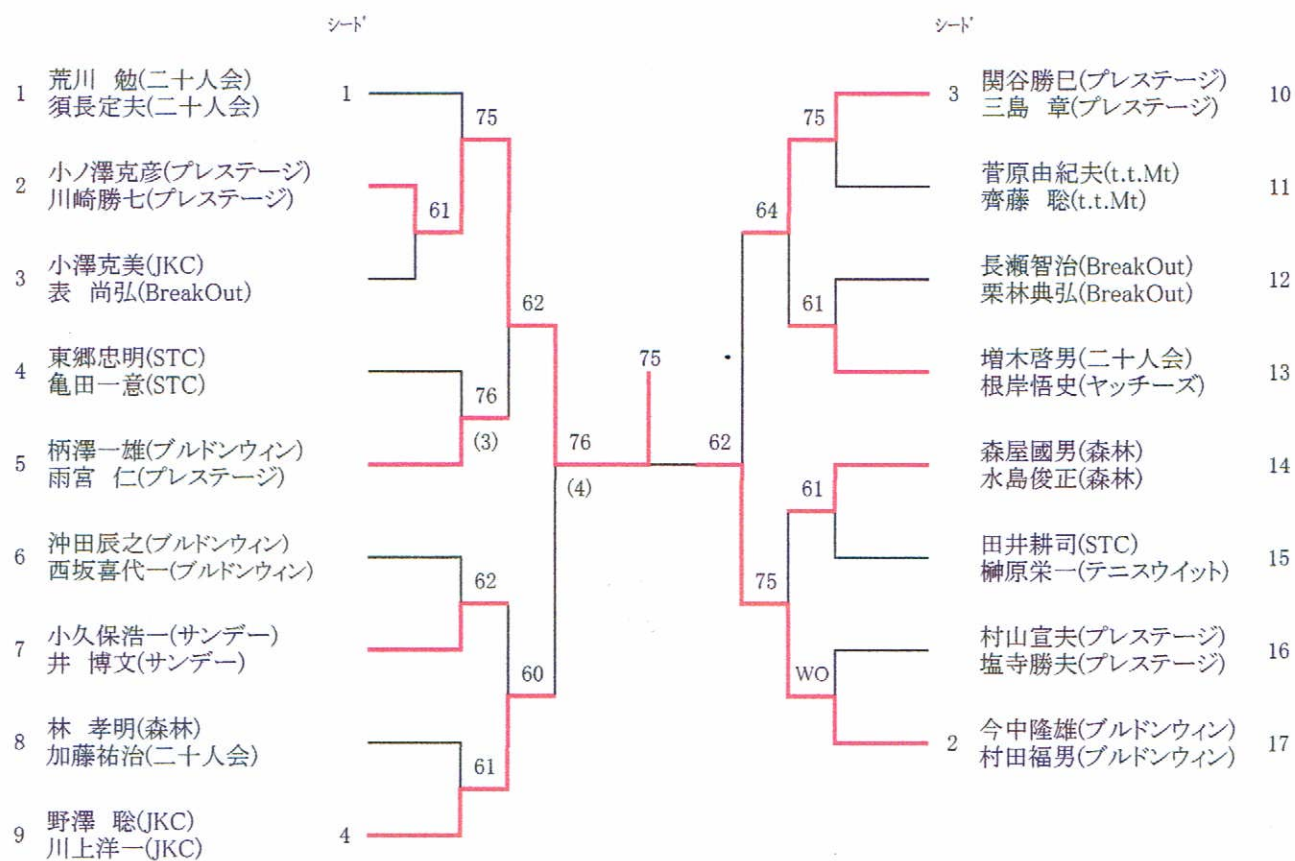 シード
1 荒川 勉(二十人会) 1
須長定夫(二十人会)
75
2 小ノ澤克彦(プレステージ)
川崎勝七(プレステージ)
61
3 小澤克美(JKC)
表 尚弘(BreakOut)
62
4 東郷忠明(STC)
亀田一意(STC)
76
(3)
5 柄澤一雄(ブルドンウィン)
雨宮 仁(プレステージ)
76
(4)
6 沖田辰之(ブルドンウィン)
西坂喜代一(ブルドンウィン)
62
7 小久保浩一(サンデー)
井 博文(サンデー)
60
8 林 孝明(森林)
加藤祐治(二十人会)
61
9 野澤 聡(JKC) 4
川上洋一(JKC)
75
シード
3 関谷勝巳(プレステージ) 10
三島 章(プレステージ)
75
菅原由紀夫(t.t.Mt) 11
齊藤 聡(t.t.Mt)
64
長瀬智治(BreakOut) 12
栗林典弘(BreakOut)
61
増木啓男(二十人会) 13
根岸悟史(ヤッチーズ)
62
森屋國男(森林) 14
水島俊正(森林)
61
田井耕司(STC) 15
榊原栄一(テニスウイット)
75
村山宣夫(プレステージ) 16
塩寺勝夫(プレステージ)
WO
2 今中隆雄(ブルドンウィン) 17
村田福男(ブルドンウィン)